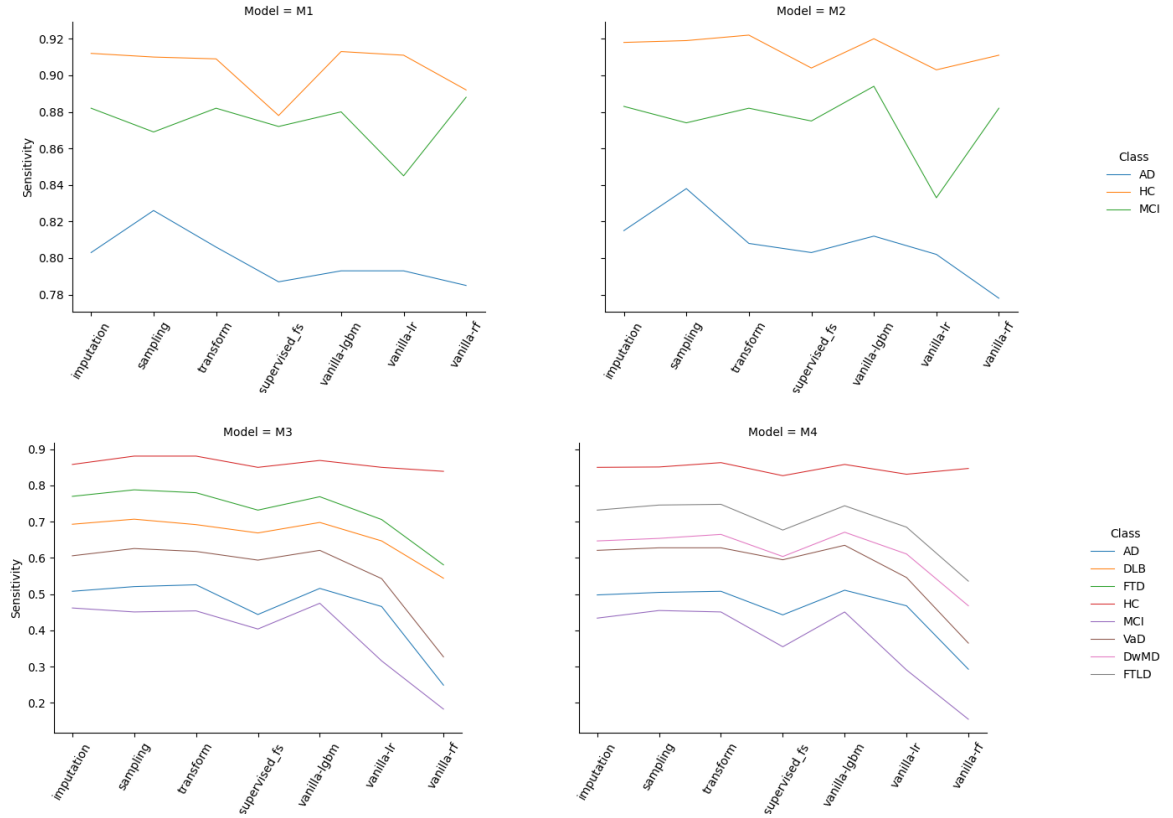 Model = M1
Model = M2
Sensitivity
0.92
0.90
0.88
0.86
0.84
0.82
0.80
0.78
imputation
sampling
transform
supervised_fs
vanilla-lgbm
vanilla-lr
vanilla-rf
imputation
sampling
transform
supervised_fs
vanilla-lgbm
vanilla-lr
vanilla-rf
Class
AD
HC
MCI
Model = M3
Model = M4
Sensitivity
0.9
0.8
0.7
0.6
0.5
0.4
0.3
0.2
imputation
sampling
transform
supervised_fs
vanilla-lgbm
vanilla-lr
vanilla-rf
imputation
sampling
transform
supervised_fs
vanilla-lgbm
vanilla-lr
vanilla-rf
Class
AD
DLB
FTD
HC
MCI
VaD
DwMD
FTLD